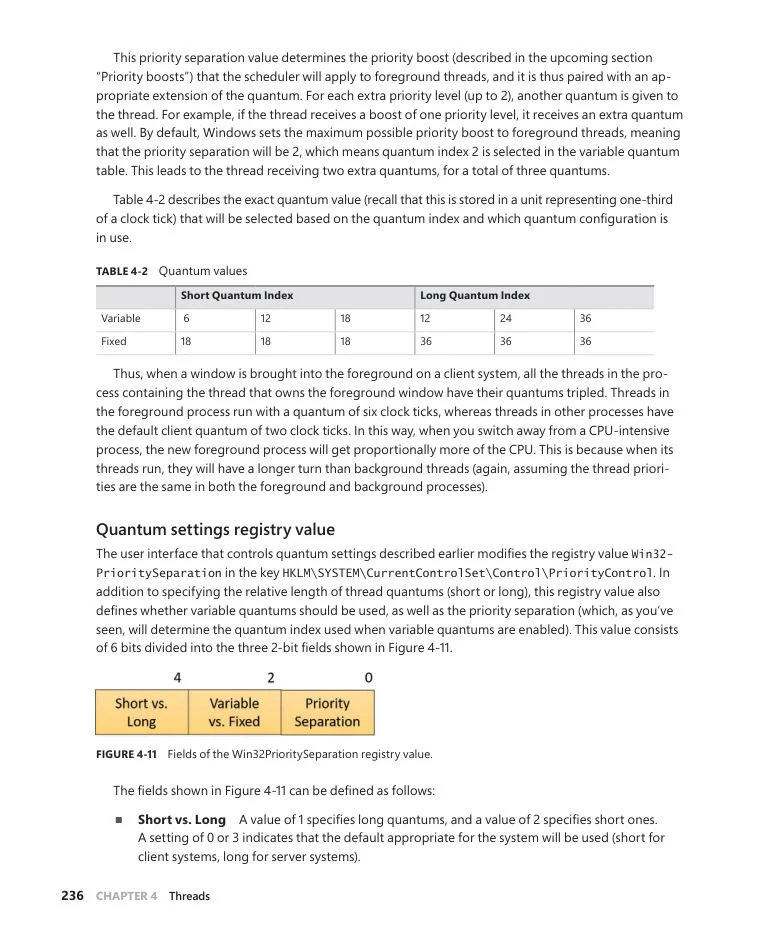 This priority separation value determines the priority boost (described in the upcoming section
“Priority boosts”) that the scheduler will apply to foreground threads, and it is thus paired with an ap-
propriate extension of the quantum. For each extra priority level (up to 2), another quantum is given to
the thread. For example, if the thread receives a boost of one priority level, it receives an extra quantum
as well. By default, Windows sets the maximum possible priority boost to foreground threads, meaning
that the priority separation will be 2, which means quantum index 2 is selected in the variable quantum
table. This leads to the thread receiving two extra quantums, for a total of three quantums.
Table 4-2 describes the exact quantum value (recall that this is stored in a unit representing one-third
of a clock tick) that will be selected based on the quantum index and which quantum configuration is
in use.
TABLE 4-2 Quantum values
Short Quantum Index Long Quantum Index
Variable 6 12 18 12 24 36
Fixed 18 18 18 36 36 36
Thus, when a window is brought into the foreground on a client system, all the threads in the pro-
cess containing the thread that owns the foreground window have their quantums tripled. Threads in
the foreground process run with a quantum of six clock ticks, whereas threads in other processes have
the default client quantum of two clock ticks. In this way, when you switch away from a CPU-intensive
process, the new foreground process will get proportionally more of the CPU. This is because when its
threads run, they will have a longer turn than background threads (again, assuming the thread priori-
ties are the same in both the foreground and background processes).
Quantum settings registry value
The user interface that controls quantum settings described earlier modifies the registry value Win32-
PrioritySeparation in the key HKLM\SYSTEM\CurrentControlSet\Control\PriorityControl. In
addition to specifying the relative length of thread quantums (short or long), this registry value also
defines whether variable quantums should be used, as well as the priority separation (which, as you’ve
seen, will determine the quantum index used when variable quantums are enabled). This value consists
of 6 bits divided into the three 2-bit fields shown in Figure 4-11.
4 2 0
Short vs. Variable Priority
Long vs. Fixed Separation
FIGURE 4-11 Fields of the Win32PrioritySeparation registry value.
The fields shown in Figure 4-11 can be defined as follows:
■ Short vs. Long A value of 1 specifies long quantums, and a value of 2 specifies short ones.
A setting of 0 or 3 indicates that the default appropriate for the system will be used (short for
client systems, long for server systems).
236 CHAPTER 4 Threads